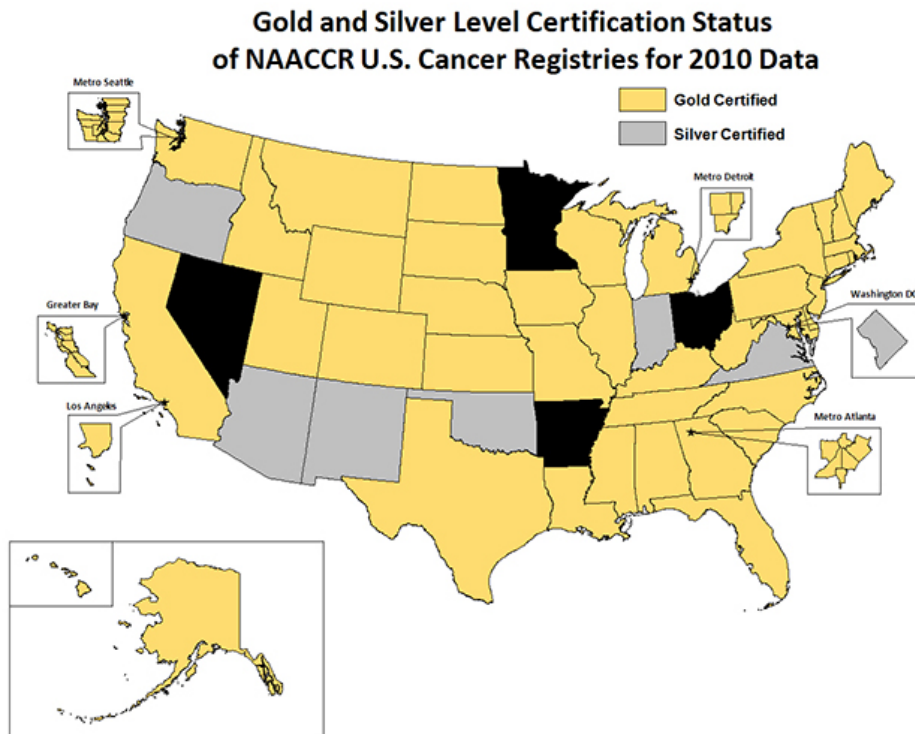 Gold and Silver Level Certification Status
of NAACCR U.S. Cancer Registries for 2010 Data
Metro Seattle
Gold Certified
Silver Certified
Metro Detroit
Washington DC
Greater Bay
Los Angeles
Metro Atlanta